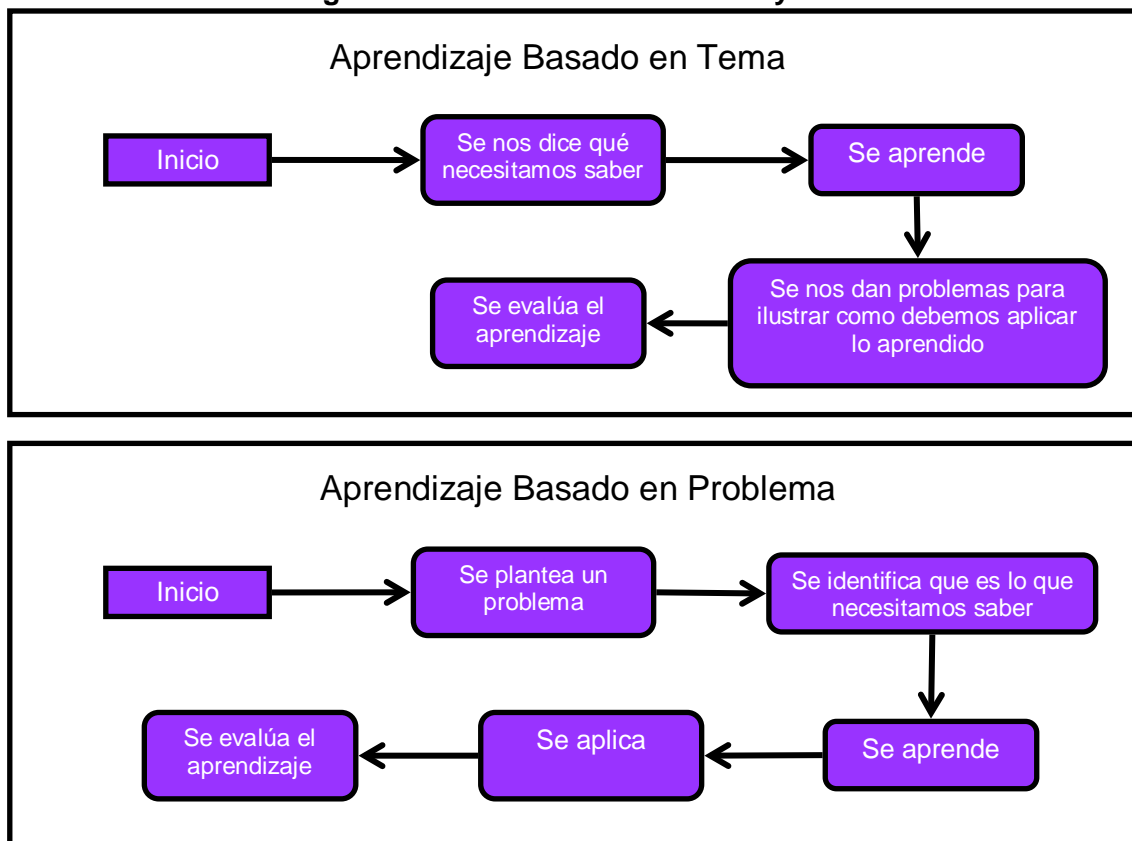 Aprendizaje Basado en Tema
Inicio
Se nos dice qué
necesitamos saber
Se aprende
Se nos dan problemas para
ilustrar como debemos aplicar
lo aprendido
Se evalúa el
aprendizaje
Aprendizaje Basado en Problema
Inicio
Se plantea un
problema
Se identifica que es lo que
necesitamos saber
Se aprende
Se aplica
Se evalúa el
aprendizaje